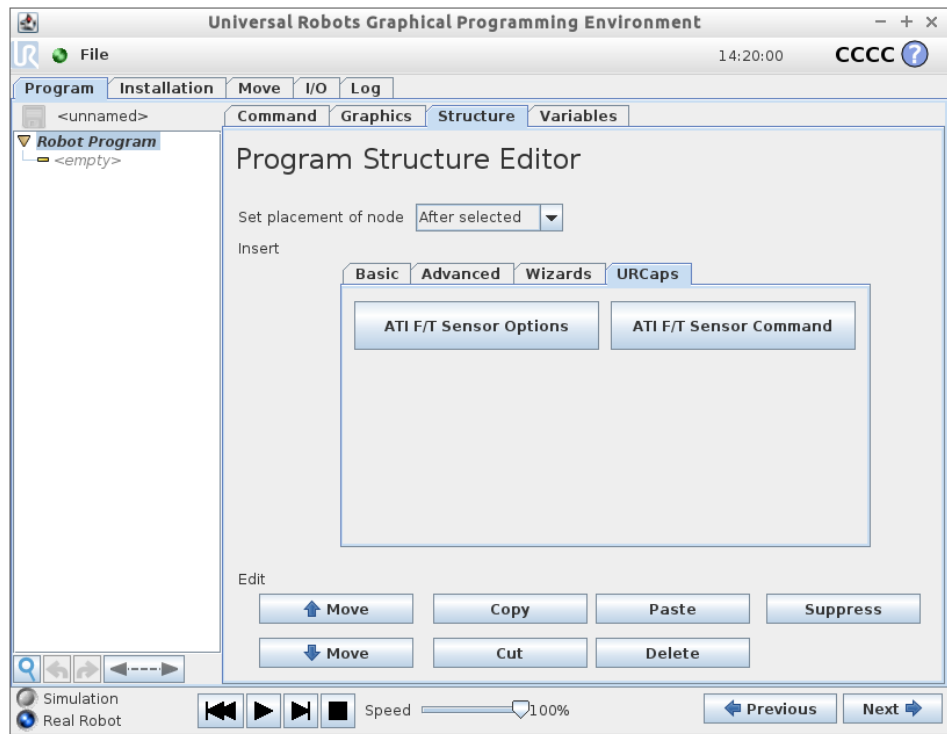 Universal Robots Graphical Programming Environment
UR File 14:20:00 CCCC ?
Program Installation Move I/O Log
<unnamed> Command Graphics Structure Variables
Robot Program
<empty>
Program Structure Editor
Set placement of node After selected
Insert
Basic Advanced Wizards URCaps
ATI F/T Sensor Options ATI F/T Sensor Command
Edit
Move Copy Paste Suppress
Move Cut Delete
Simulation
Real Robot
Speed 100% Previous Next